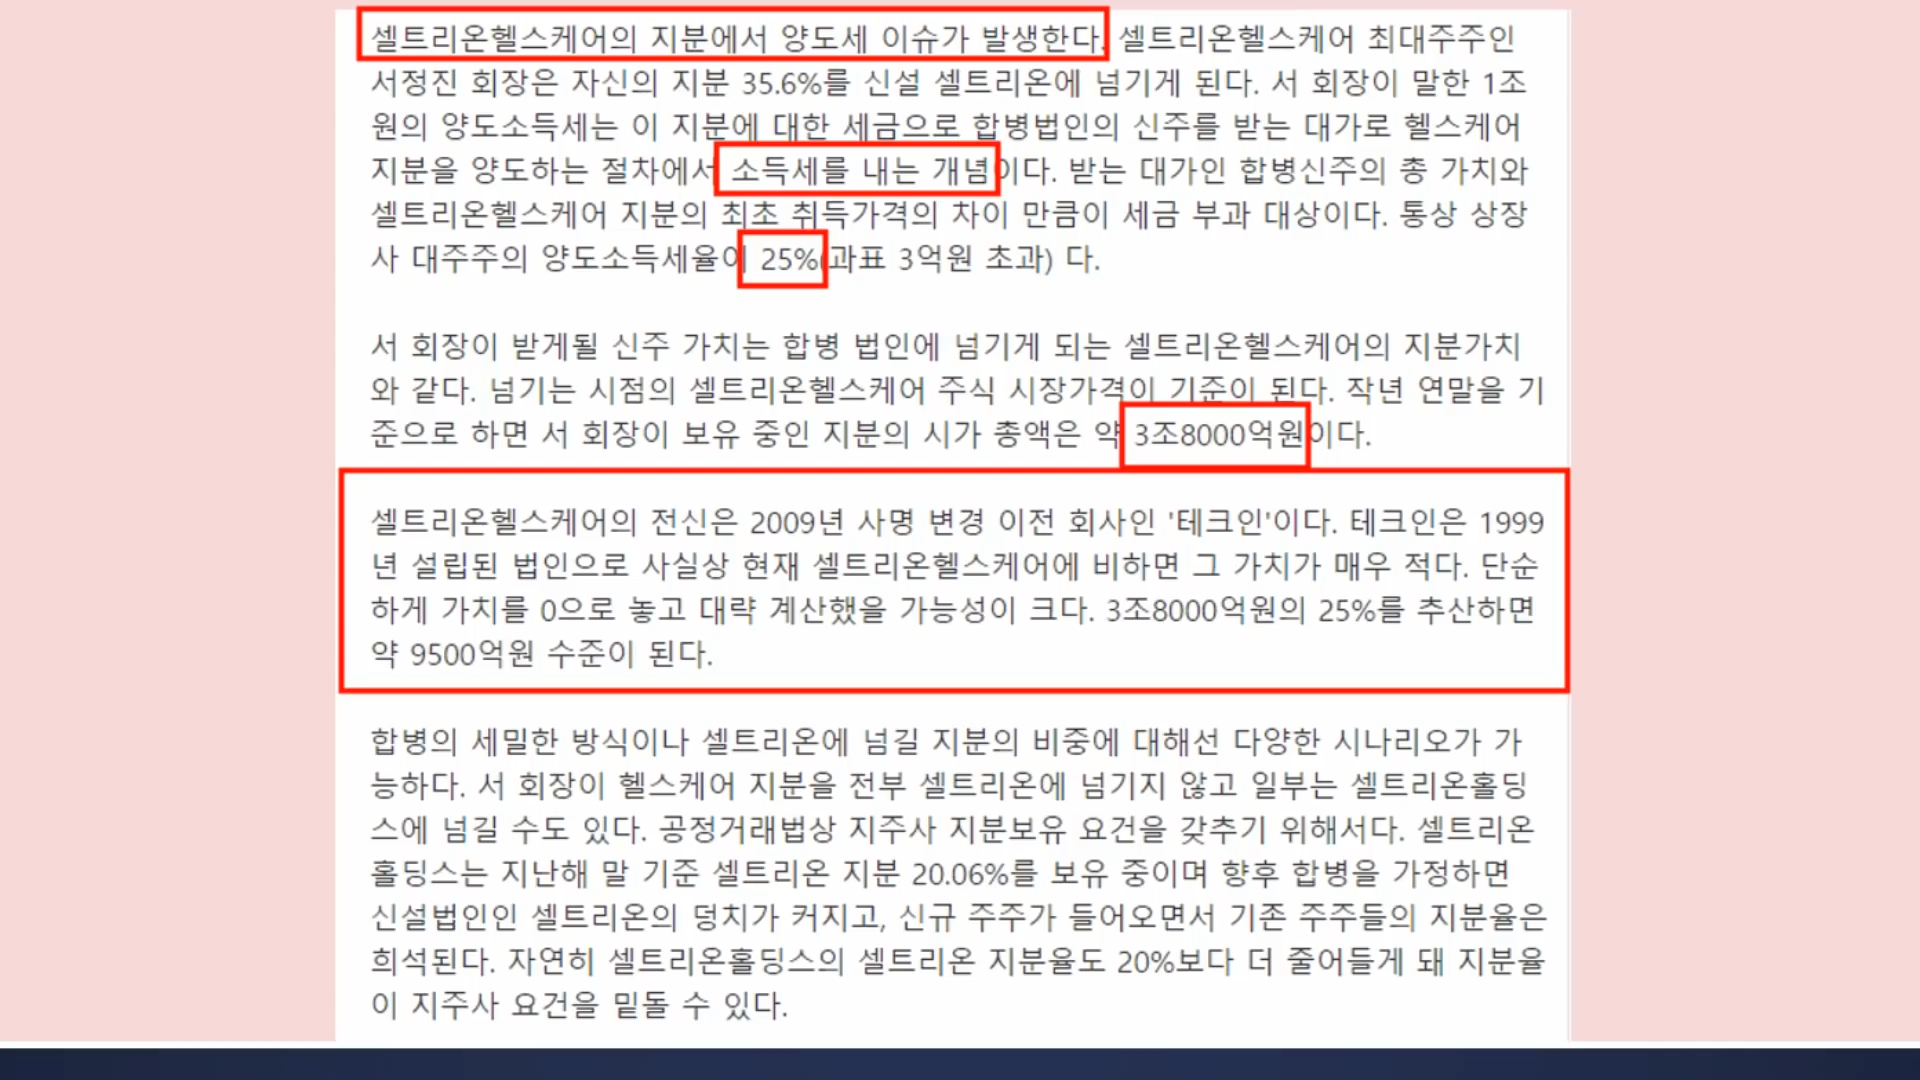 셀트리온헬스케어의 지분에서 양도세 이슈가 발생한다. 셀트리온헬스케어 최대주주인
서정진 회장은 자신의 지분 35.6%를 신설 셀트리온에 넘기게 된다. 서 회장이 말한 1조
원의 양도소득세는 이 지분에 대한 세금으로 합병법인의 신주를 받는 대가로 헬스케어
지분을 양도하는 절차에서 소득세를 내는 개념이다. 받는 대가인 합병신주의 총 가치와
셀트리온헬스케어 지분의 최초 취득가격의 차이 만큼이 세금 부과 대상이다. 통상 상장
사 대주주의 양도소득세율이 25%(과표 3억원 초과) 다.
서 회장이 받게될 신주 가치는 합병 법인에 넘기게 되는 셀트리온헬스케어의 지분가치
와 같다. 넘기는 시점의 셀트리온헬스케어 주식 시장가격이 기준이 된다. 작년 연말을 기
준으로 하면 서 회장이 보유 중인 지분의 시가 총액은 약 3조8000억원이다.
셀트리온헬스케어의 전신은 2009년 사명 변경 이전 회사인 '테크인'이다. 테크인은 1999
년 설립된 법인으로 사실상 현재 셀트리온헬스케어에 비하면 그 가치가 매우 적다. 단순
하게 가치를 0으로 놓고 대략 계산했을 가능성이 크다. 3조8000억원의 25%를 추산하면
약 9500억원 수준이 된다.
합병의 세밀한 방식이나 셀트리온에 넘길 지분의 비중에 대해선 다양한 시나리오가 가
능하다. 서 회장이 헬스케어 지분을 전부 셀트리온에 넘기지 않고 일부는 셀트리온홀딩
스에 넘길 수도 있다. 공정거래법상 지주사 지분보유 요건을 갖추기 위해서다. 셀트리온
홀딩스는 지난해 말 기준 셀트리온 지분 20.06%를 보유 중이며 향후 합병을 가정하면
신설법인인 셀트리온의 덩치가 커지고, 신규 주주가 들어오면서 기존 주주들의 지분율은
희석된다. 자연히 셀트리온홀딩스의 셀트리온 지분율도 20%보다 더 줄어들게 돼 지분율
이 지주사 요건을 밑돌 수 있다.